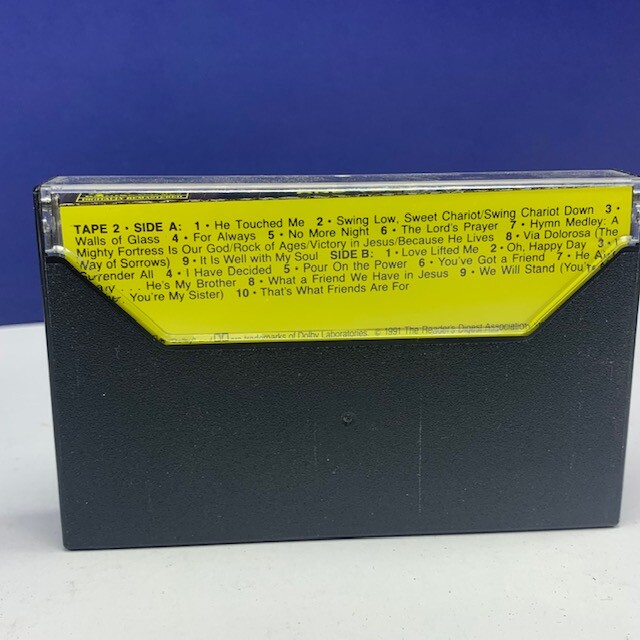 TAPE 2 • SIDE A: 1 • He Touched Me 2 • Swing Low, Sweet Chariot/Swing Chariot Down 3 •
Walls of Glass 4 • For Always 5 • No More Night 6 • The Lord's Prayer 7 • Hymn Medley: A
Mighty Fortress Is Our God/Rock of Ages/Victory in Jesus/Because He Lives 8 • Via Dolorosa (The
Way of Sorrows) 9 • It Is Well with My Soul SIDE B: 1 • Love Lifted Me 2 • Oh, Happy Day 3 •
Surrender All 4 • I Have Decided 5 • Pour On the Power 6 • You've Got a Friend 7 • He
. . . He's My Brother 8 • What a Friend We Have in Jesus 9 • We Will Stand (You're
You're My Sister) 10 • That's What Friends Are For
trademarks of Dolby Laboratories. © 1991 The Reader's Digest Association